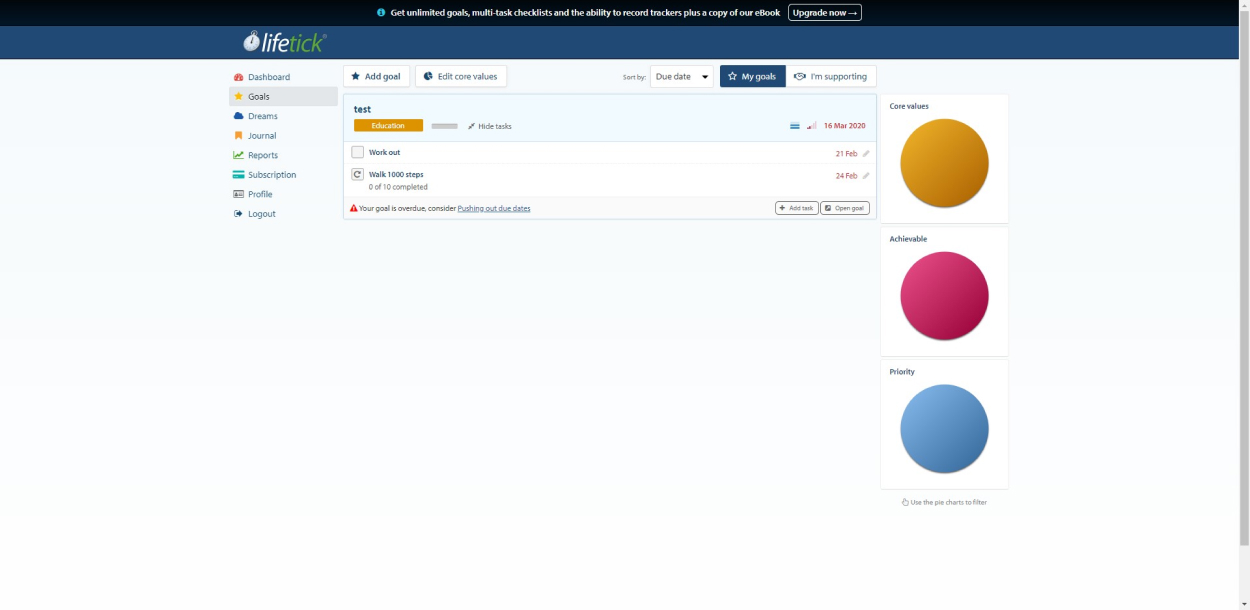 Get unlimited goals, multi-task checklists and the ability to record trackers plus a copy of our eBook Upgrade now →
lifetick®
Dashboard
Goals
Dreams
Journal
Reports
Subscription
Profile
Logout
Add goal
Edit core values
Sort by: Due date
My goals
I'm supporting
test
Education
Hide tasks
16 Mar 2020
Work out
21 Feb
Walk 1000 steps
24 Feb
0 of 10 completed
Your goal is overdue, consider Pushing out due dates
Add task
Open goal
Core values
Achievable
Priority
Use the pie charts to filter